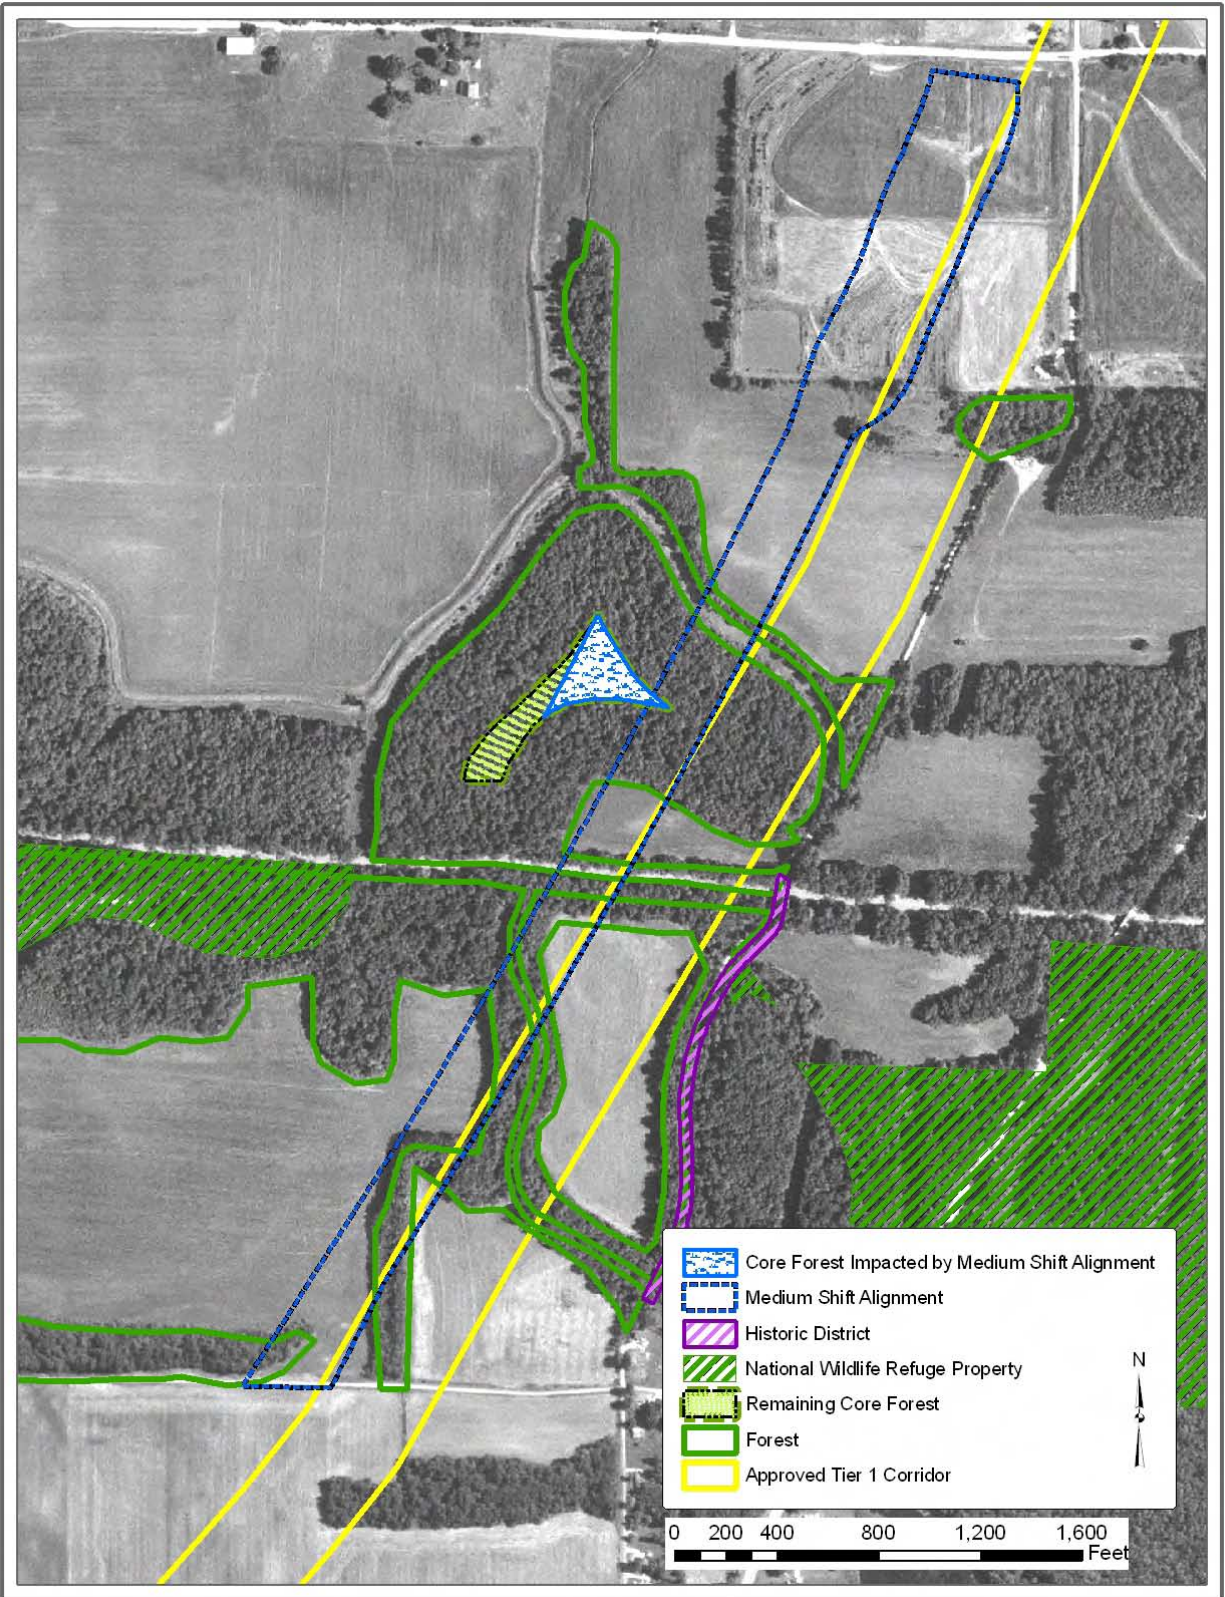 Core Forest Impacted by Medium Shift Alignment
Medium Shift Alignment
Historic District
National Wildlife Refuge Property
Remaining Core Forest
Forest
Approved Tier 1 Corridor
N
0 200 400 800 1,200 1,600
Feet